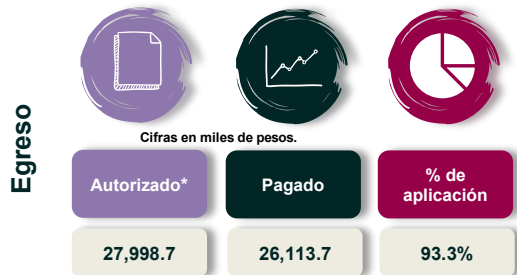 Egreso
Cifras en miles de pesos.
Autorizado*
Pagado
% de
aplicación
27,998.7
26,113.7
93.3%